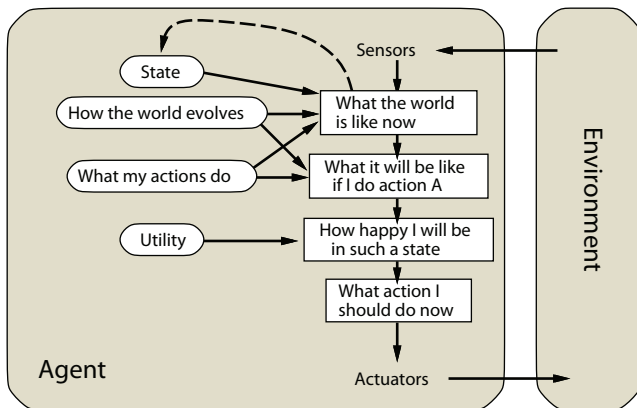 Sensors
State
What the world
is like now
How the world evolves
What it will be like
if I do action A
What my actions do
How happy I will be
in such a state
Utility
What action I
should do now
Agent
Actuators
Environment